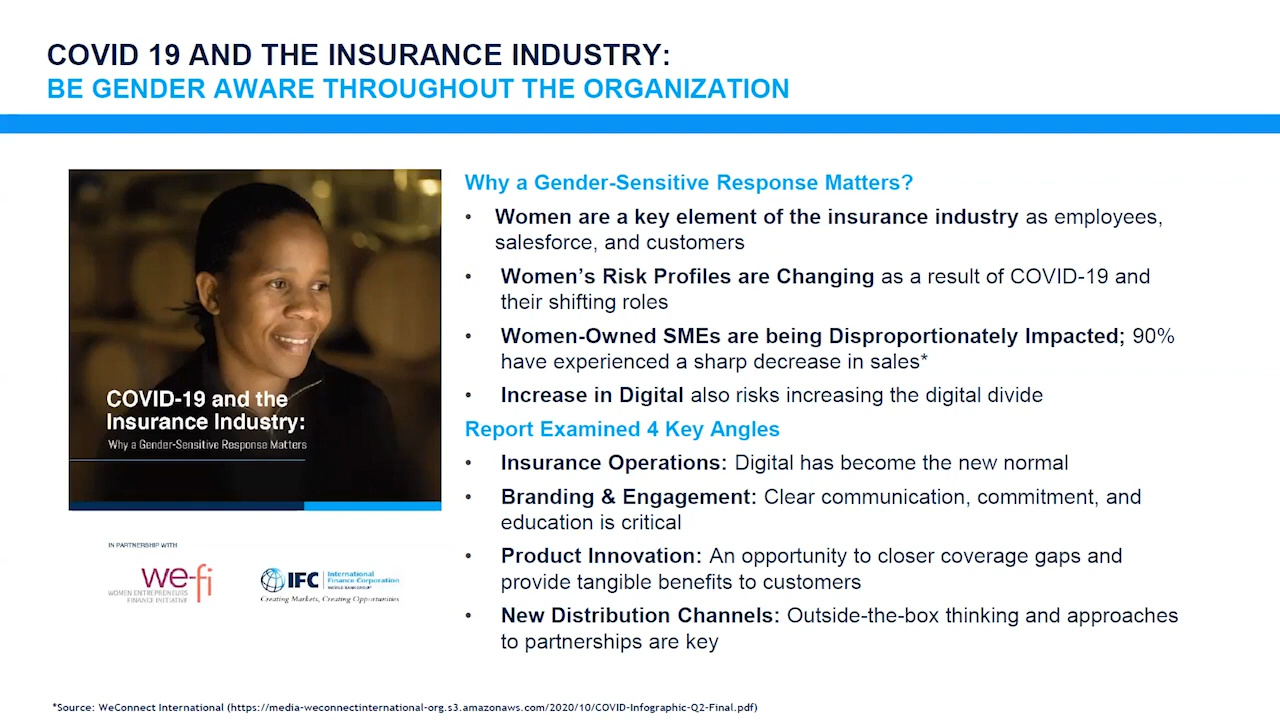 COVID 19 AND THE INSURANCE INDUSTRY:
BE GENDER AWARE THROUGHOUT THE ORGANIZATION
COVID-19 and the
Insurance Industry:
Why a Gender-Sensitive Response Matters
IN PARTNERSHIP WITH
we-fi
WOMEN ENTREPRENEURS
FINANCE INITIATIVE
IFC
International
Finance Corporation
WORLD BANK GROUP
Creating Markets, Creating Opportunities
Why a Gender-Sensitive Response Matters?
• Women are a key element of the insurance industry as employees,
salesforce, and customers
• Women's Risk Profiles are Changing as a result of COVID-19 and
their shifting roles
• Women-Owned SMEs are being Disproportionately Impacted; 90%
have experienced a sharp decrease in sales*
• Increase in Digital also risks increasing the digital divide
Report Examined 4 Key Angles
• Insurance Operations: Digital has become the new normal
• Branding & Engagement: Clear communication, commitment, and
education is critical
• Product Innovation: An opportunity to closer coverage gaps and
provide tangible benefits to customers
• New Distribution Channels: Outside-the-box thinking and approaches
to partnerships are key
*Source: WeConnect International (https://media-weconnectinternational-org.s3.amazonaws.com/2020/10/COVID-Infographic-Q2-Final.pdf)